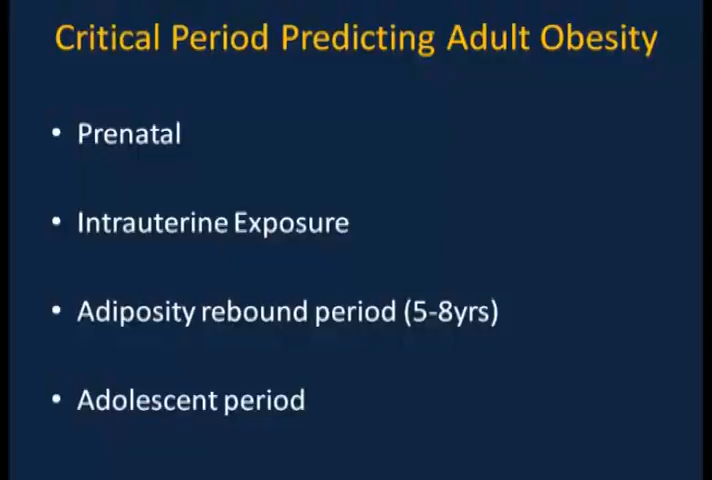 Critical Period Predicting Adult Obesity
• Prenatal
• Intrauterine Exposure
• Adiposity rebound period (5-8yrs)
• Adolescent period